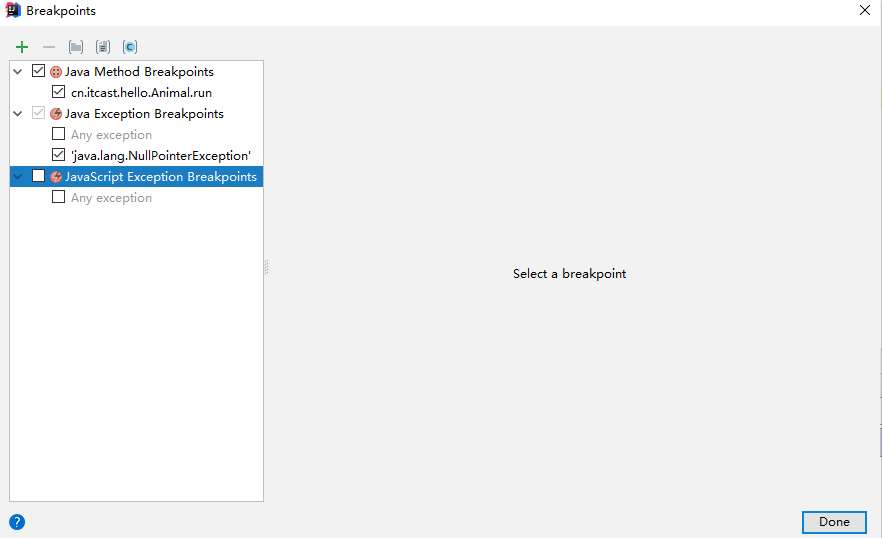 Breakpoints
Java Method Breakpoints
cn.itcast.hello.Animal.run
Java Exception Breakpoints
Any exception
'java.lang.NullPointerException'
JavaScript Exception Breakpoints
Any exception
Select a breakpoint
Done